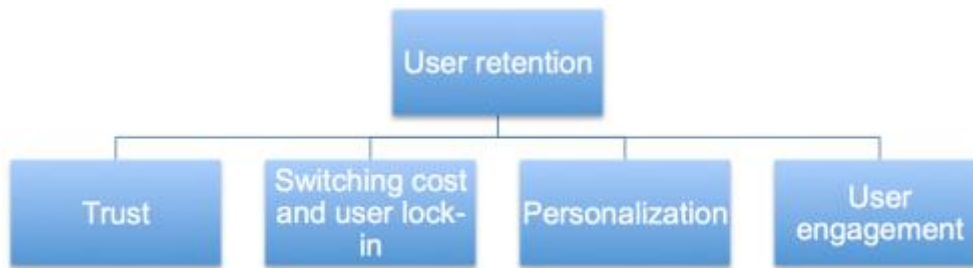 User retention
Trust
Switching cost
and user lock-
in
Personalization
User
engagement